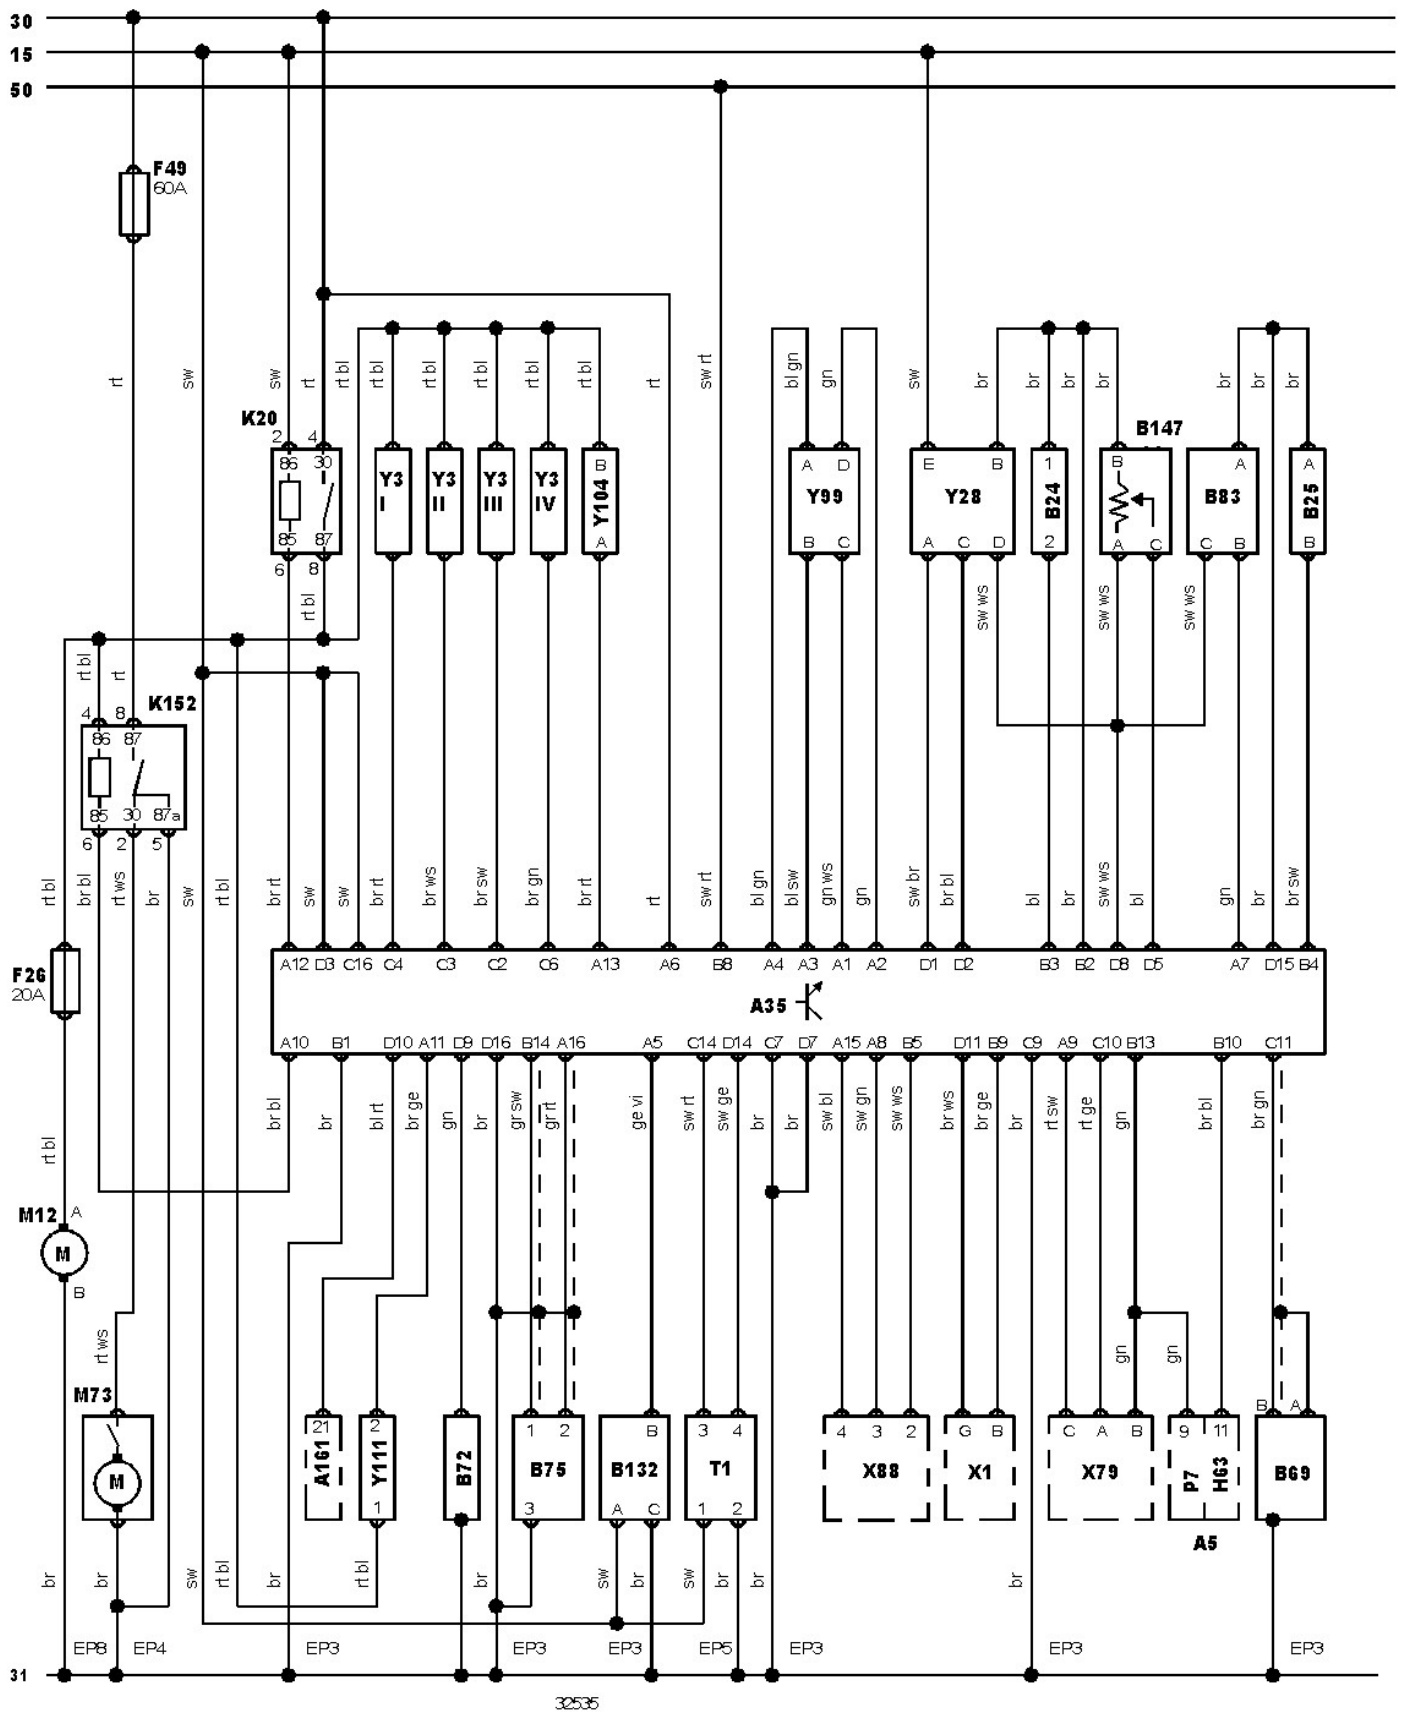 30
15
50
F49
60A
rt sw sw rt rt bl rt bl rt bl rt bl rt bl rt bl rt sw rt bl gn gn sw br br br br br br br
K20
2 4
B147
86 30
85 87
6 8
Y3 I
Y3 II
Y3 III
Y3 IV
B Y104 A
A D
Y99
B C
E B
Y28
A C D
1 B24 2
B
A C
A
B83
C B
A B25 B
rt bl
sw ws sw ws sw ws
rt bl rt
K152
4 8
86 87
85 30 87a
6 2 5
rt bl br bl rt ws br sw rt bl br rt sw sw br rt br ws br sw br gn br rt rt sw rt bl gn bl sw gn ws gn sw br br bl bl br sw ws bl gn br br sw
F26
20A
A12 D3 C16 C4 C3 C2 C6 A13 A6 B8 A4 A3 A1 A2 D1 D2 B3 B2 D8 D5 A7 D15 B4
A35
A10 B1 D10 A11 D9 D16 B14 A16 A5 C14 D14 C7 D7 A15 A8 B5 D11 B9 C9 A9 C10 B13 B10 C11
rt bl br bl br bl rt br ge gn br gr sw gr rt ge vi sw rt sw ge br br sw bl sw gn sw ws br ws br ge br rt sw rt ge gn br bl br gn
M12 A
M
B
rt ws gn gn
M73
M
21 A161
2 Y111 1
B72
1 2
B75
3
B
B132
A C
3 4
T1
1 2
4 3 2
X88
G B
X1
C A B
X79
9 11
P7 H63
A5
B A
B69
br br sw rt bl br rt bl br sw br sw br br br
EP8 EP4 EP3 EP3 EP3 EP5 EP3 EP3 EP3
31
32535